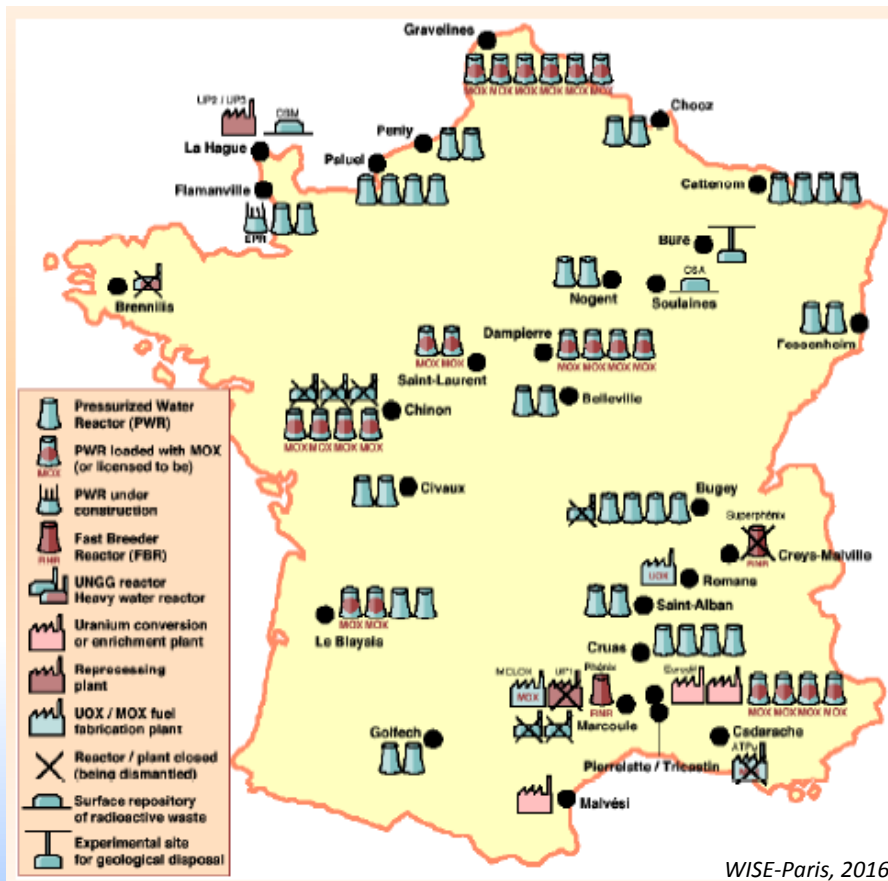 Gravelines
MOX MOX MOX MOX MOX MOX
UP2 / UP3
CSM
La Hague
Penly
Chooz
Paluel
Flamanville
EPR
Cattenom
Bure
CSA
Nogent
Soulaines
Brennilis
Fessenheim
Dampierre
MOX MOX
MOX MOX MOX MOX
Saint-Laurent
Belleville
Chinon
MOX MOX MOX MOX
Civaux
Bugey
Superphénix
RNR
Creys-Malville
UOX
Romans
Saint-Alban
MOX MOX
Le Blayais
Cruas
MELOX
UP1
Phénix
Eurodif
MOX
RNR
MOX MOX MOX MOX
Marcoule
Golfech
Cadarache
ATPu
Pierrelatte / Tricastin
Malvési
Pressurized Water
Reactor (PWR)
PWR loaded with MOX
(or licensed to be)
MOX
PWR under
construction
Fast Breeder
Reactor (FBR)
RNR
UNGG reactor
Heavy water reactor
Uranium conversion
or enrichment plant
Reprocessing
plant
UOX / MOX fuel
fabrication plant
Reactor / plant closed
(being dismantled)
Surface repository
of radioactive waste
Experimental site
for geological disposal
WISE-Paris, 2016